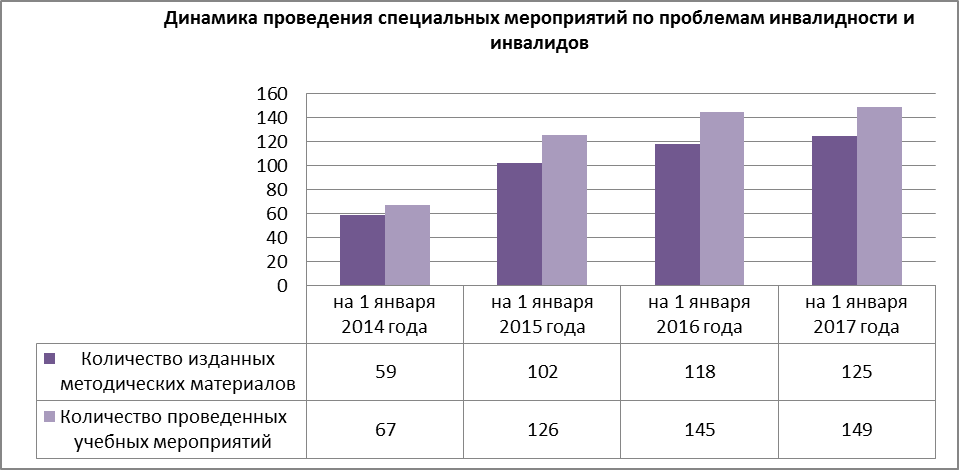 Динамика проведения специальных мероприятий по проблемам инвалидности и
инвалидов
160
140
120
100
80
60
40
20
0
на 1 января
2014 года
на 1 января
2015 года
на 1 января
2016 года
на 1 января
2017 года
Количество изданных
методических материалов
59
102
118
125
Количество проведенных
учебных мероприятий
67
126
145
149